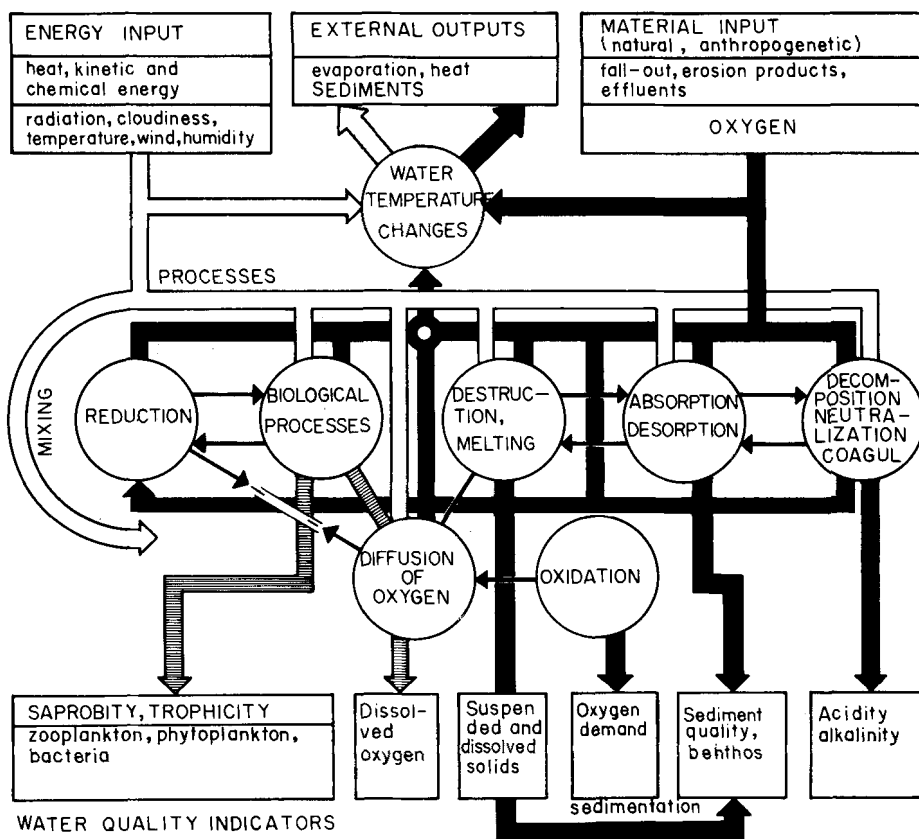 ENERGY INPUT
heat, kinetic and
chemical energy
radiation, cloudiness,
temperature, wind, humidity
EXTERNAL OUTPUTS
evaporation, heat
SEDIMENTS
MATERIAL INPUT
(natural, anthropogenetic)
fall-out, erosion products,
effluents
OXYGEN
WATER
TEMPERATURE
CHANGES
PROCESSES
MIXING
REDUCTION
BIOLOGICAL
PROCESSES
DESTRUC-
TION,
MELTING
ABSORPTION
DESORPTION
DECOM-
POSITION
NEUTRA-
LIZATION
COAGUL
DIFFUSION
OF
OXYGEN
OXIDATION
SAPROBITY, TROPHICITY
zooplankton, phytoplankton,
bacteria
Dissol-
ved
oxygen
Suspen
ded and
dissolved
solids
Oxygen
demand
Sediment
quality,
behthos
Acidity
alkalinity
sedimentation
WATER QUALITY INDICATORS